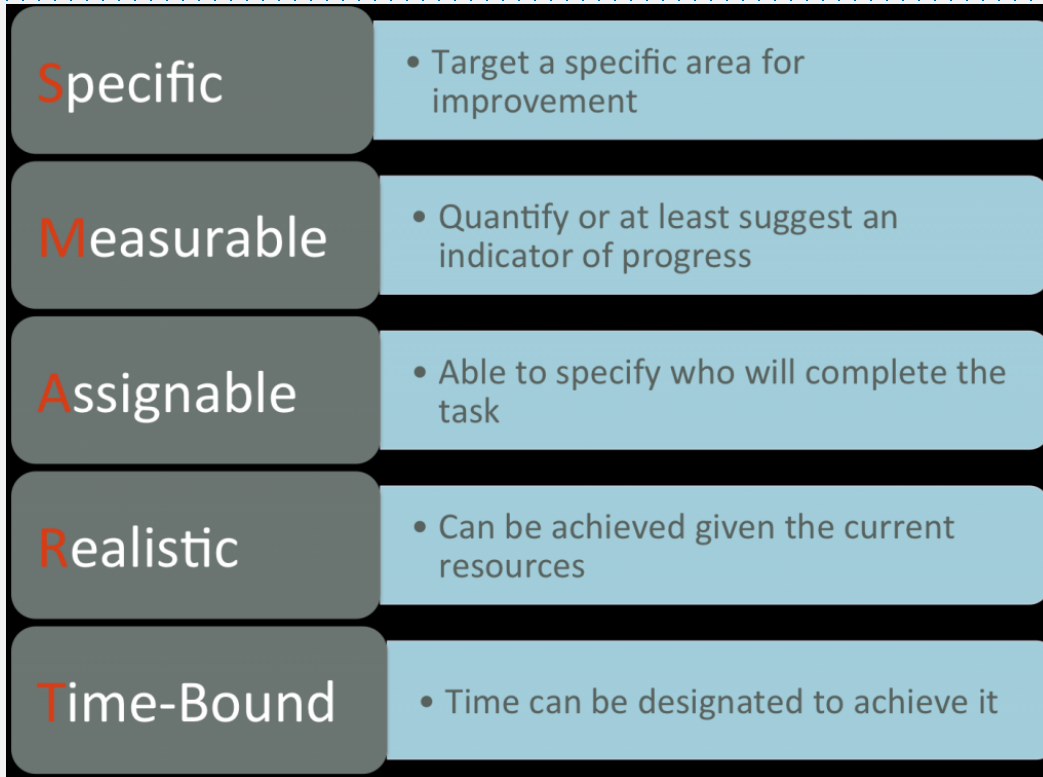 Specific
• Target a specific area for
improvement
Measurable
• Quantify or at least suggest an
indicator of progress
Assignable
• Able to specify who will complete the
task
Realistic
• Can be achieved given the current
resources
Time-Bound
• Time can be designated to achieve it